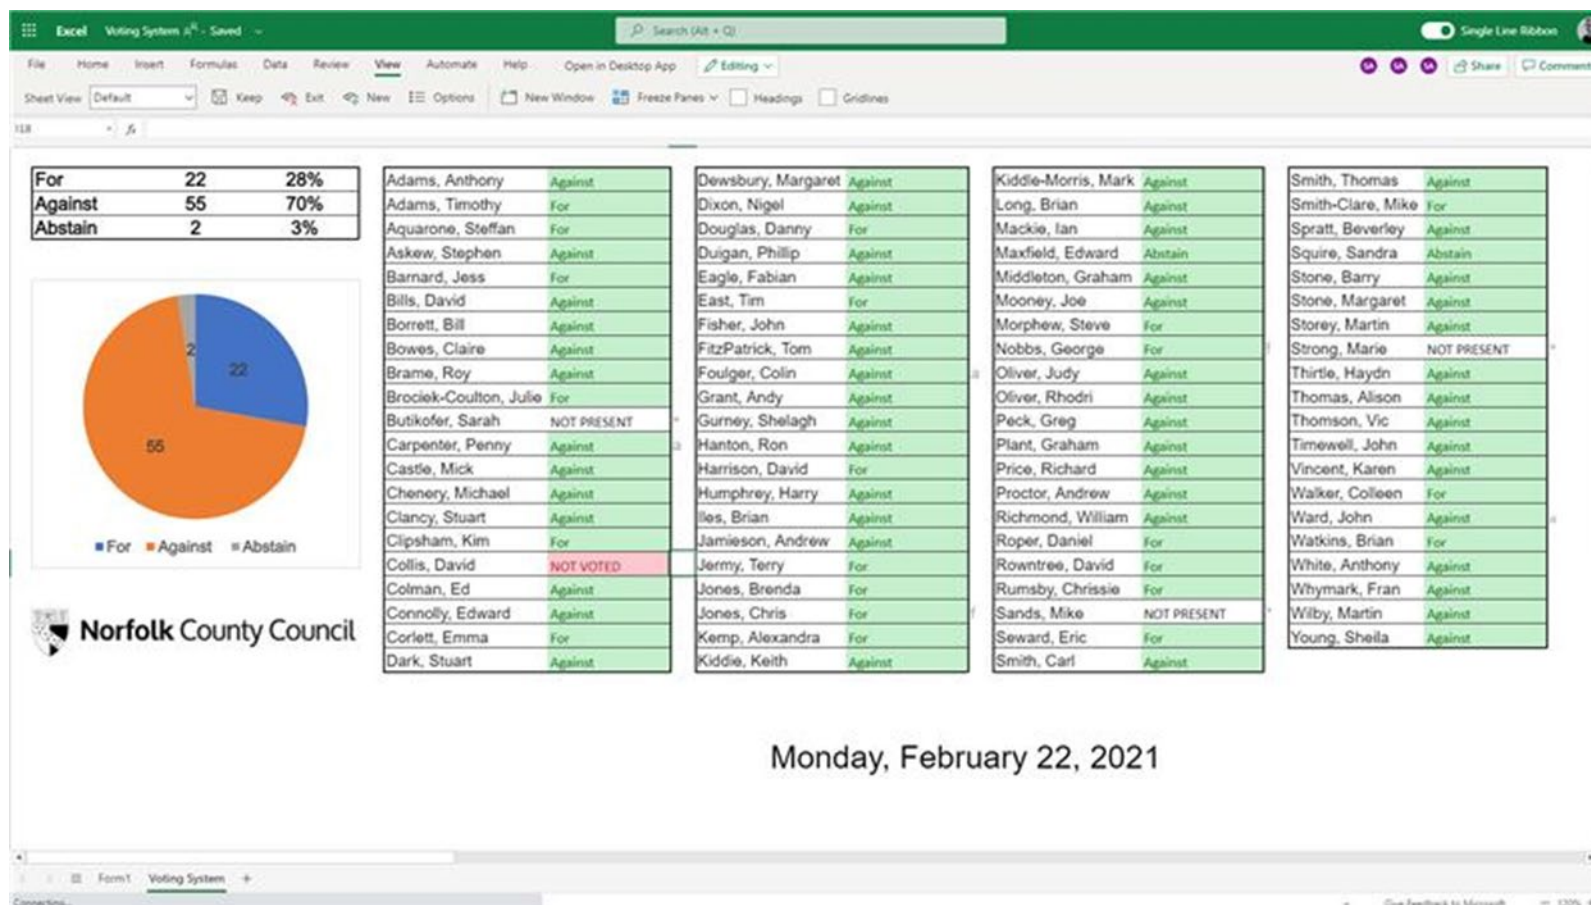 Excel Voting System - Saved Search (Alt + Q) Single Line Ribbon
File Home Insert Formulas Data Review View Automate Help Open in Desktop App Editing Share Comment
Sheet View Default Keep Exit New Options New Window Freeze Panes Headings Gridlines
I18 fx
For 22 28%
Against 55 70%
Abstain 2 3%
2
22
55
For Against Abstain
Norfolk County Council
Adams, Anthony Against
Adams, Timothy For
Aquarone, Steffan For
Askew, Stephen Against
Barnard, Jess For
Bills, David Against
Borrett, Bill Against
Bowes, Claire Against
Brame, Roy Against
Brociek-Coulton, Julie For
Butikofer, Sarah NOT PRESENT
Carpenter, Penny Against
Castle, Mick Against
Chenery, Michael Against
Clancy, Stuart Against
Clipsham, Kim For
Collis, David NOT VOTED
Colman, Ed Against
Connolly, Edward Against
Corlett, Emma For
Dark, Stuart Against
Dewsbury, Margaret Against
Dixon, Nigel Against
Douglas, Danny For
Duigan, Phillip Against
Eagle, Fabian Against
East, Tim For
Fisher, John Against
FitzPatrick, Tom Against
Foulger, Colin Against
Grant, Andy Against
Gurney, Shelagh Against
Hanton, Ron Against
Harrison, David For
Humphrey, Harry Against
Iles, Brian Against
Jamieson, Andrew Against
Jermy, Terry For
Jones, Brenda For
Jones, Chris For
Kemp, Alexandra For
Kiddie, Keith Against
Kiddle-Morris, Mark Against
Long, Brian Against
Mackie, Ian Against
Maxfield, Edward Abstain
Middleton, Graham Against
Mooney, Joe Against
Morphew, Steve For
Nobbs, George For
Oliver, Judy Against
Oliver, Rhodri Against
Peck, Greg Against
Plant, Graham Against
Price, Richard Against
Proctor, Andrew Against
Richmond, William Against
Roper, Daniel For
Rowntree, David For
Rumsby, Chrissie For
Sands, Mike NOT PRESENT
Seward, Eric For
Smith, Carl Against
Smith, Thomas Against
Smith-Clare, Mike For
Spratt, Beverley Against
Squire, Sandra Abstain
Stone, Barry Against
Stone, Margaret Against
Storey, Martin Against
Strong, Marie NOT PRESENT
Thirtle, Haydn Against
Thomas, Alison Against
Thomson, Vic Against
Timewell, John Against
Vincent, Karen Against
Walker, Colleen For
Ward, John Against
Watkins, Brian For
White, Anthony Against
Whymark, Fran Against
Wilby, Martin Against
Young, Sheila Against
Monday, February 22, 2021
Form1 Voting System +
Connecting... Give Feedback to Microsoft 120%